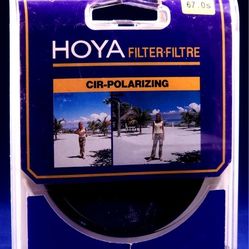 67.0s
HOYA FILTER·FILTRE
CIR-POLARIZING